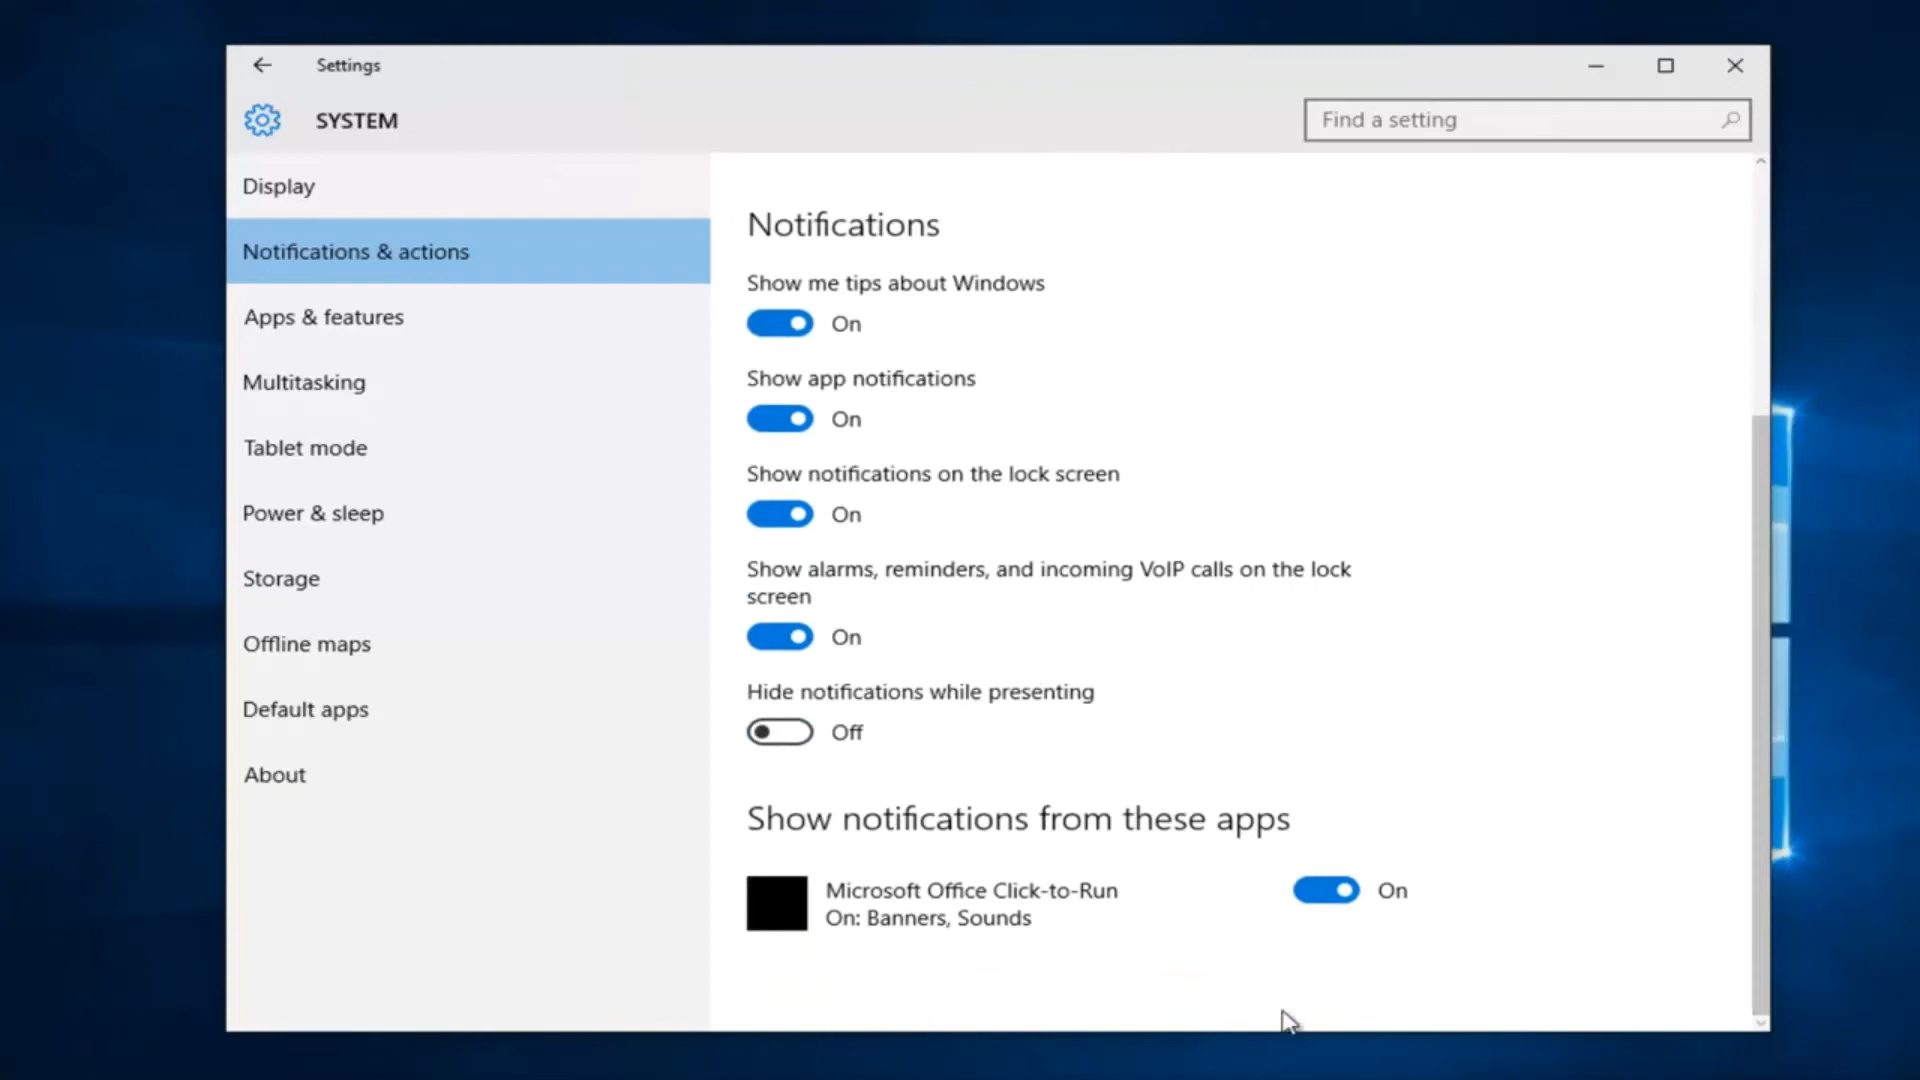 Settings
SYSTEM
Find a setting
Display
Notifications & actions
Apps & features
Multitasking
Tablet mode
Power & sleep
Storage
Offline maps
Default apps
About
Notifications
Show me tips about Windows
On
Show app notifications
On
Show notifications on the lock screen
On
Show alarms, reminders, and incoming VoIP calls on the lock
screen
On
Hide notifications while presenting
Off
Show notifications from these apps
Microsoft Office Click-to-Run
On
On: Banners, Sounds